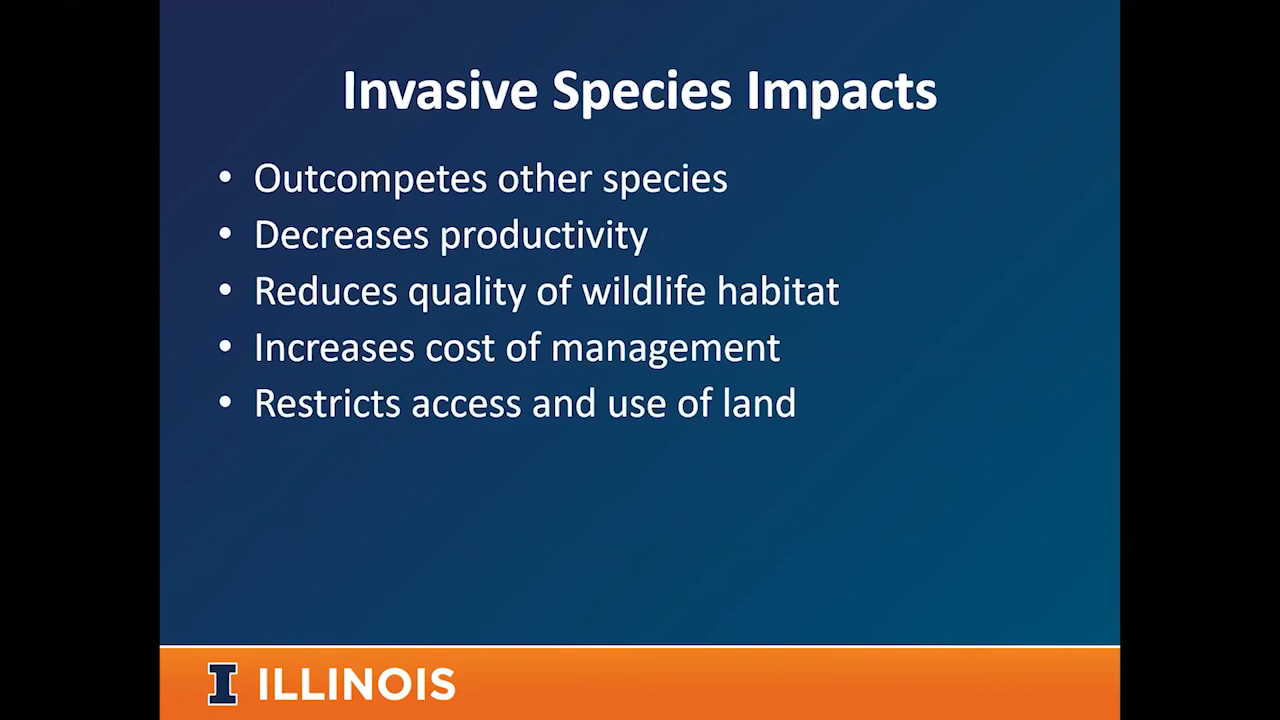 Invasive Species Impacts
• Outcompetes other species
• Decreases productivity
• Reduces quality of wildlife habitat
• Increases cost of management
• Restricts access and use of land
I ILLINOIS